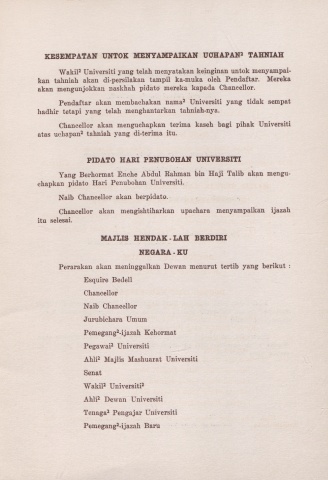 KESEMPATAN UNTOK MENYAMPAIKAN UCHAPAN² TAHNIAH
Wakil² Universiti yang telah menyatakan keinginan untok menyampai-
kan tahniah akan di-persilakan tampil ka-muka oleh Pendaftar. Mereka
akan mengunjokkan naskhah pidato mereka kapada Chancellor.
Pendaftar akan membachakan nama² Universiti yang tidak sempat
hadhir tetapi yang telah menghantarkan tahniah-nya.
Chancellor akan menguchapkan terima kaseh bagi pihak Universiti
atas uchapan² tahniah yang di-terima itu.
PIDATO HARI PENUBOHAN UNIVERSITI
Yang Berhormat Enche Abdul Rahman bin Haji Talib akan mengu-
chapkan pidato Hari Penubohan Universiti.
Naib Chancellor akan berpidato.
Chancellor akan mengishtiharkan upachara menyampaikan ijazah
itu selesai.
MAJLIS HENDAK-LAH BERDIRI
NEGARA-KU
Perarakan akan meninggalkan Dewan menurut tertib yang berikut :
Esquire Bedell
Chancellor
Naib Chancellor
Jurubichara Umum
Pemegang²-ijazah Kehormat
Pegawai² Universiti
Ahli² Majlis Mashuarat Universiti
Senat
Wakil² Universiti²
Ahli² Dewan Universiti
Tenaga² Pengajar Universiti
Pemegang²-ijazah Baru